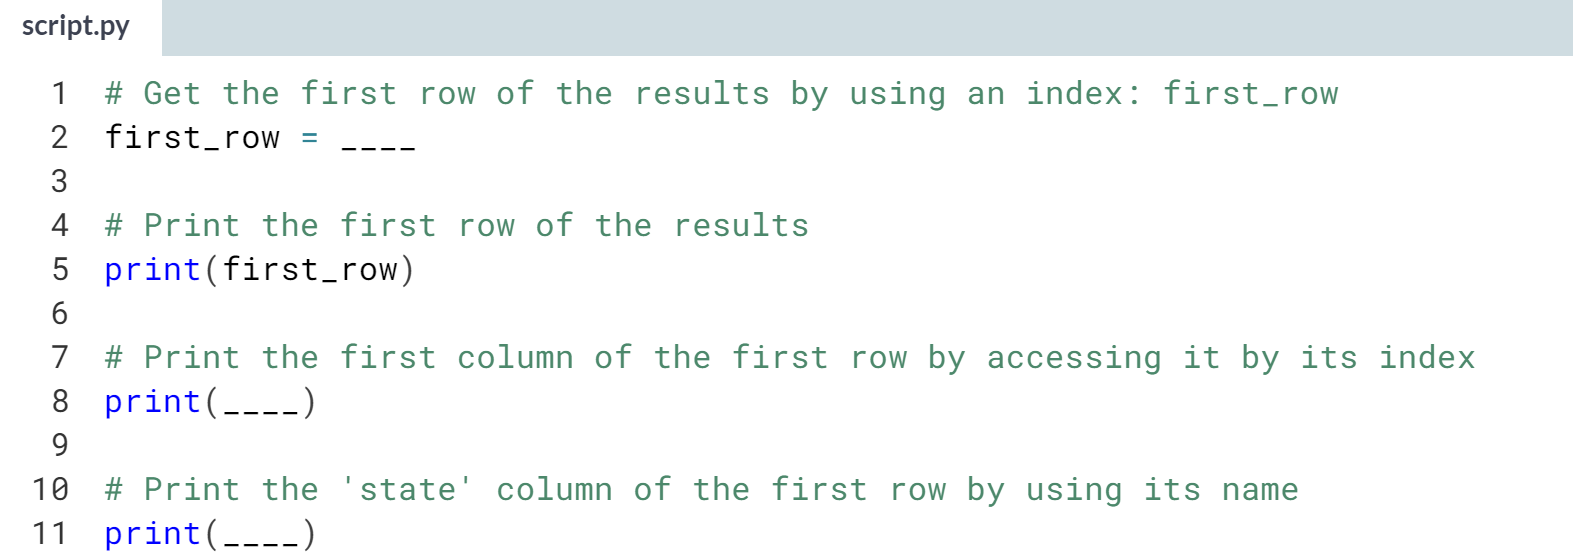 script.py
1 # Get the first row of the results by using an index: first_row
2 first_row = ____
3
4 # Print the first row of the results
5 print(first_row)
6
7 # Print the first column of the first row by accessing it by its index
8 print(____)
9
10 # Print the 'state' column of the first row by using its name
11 print(____)